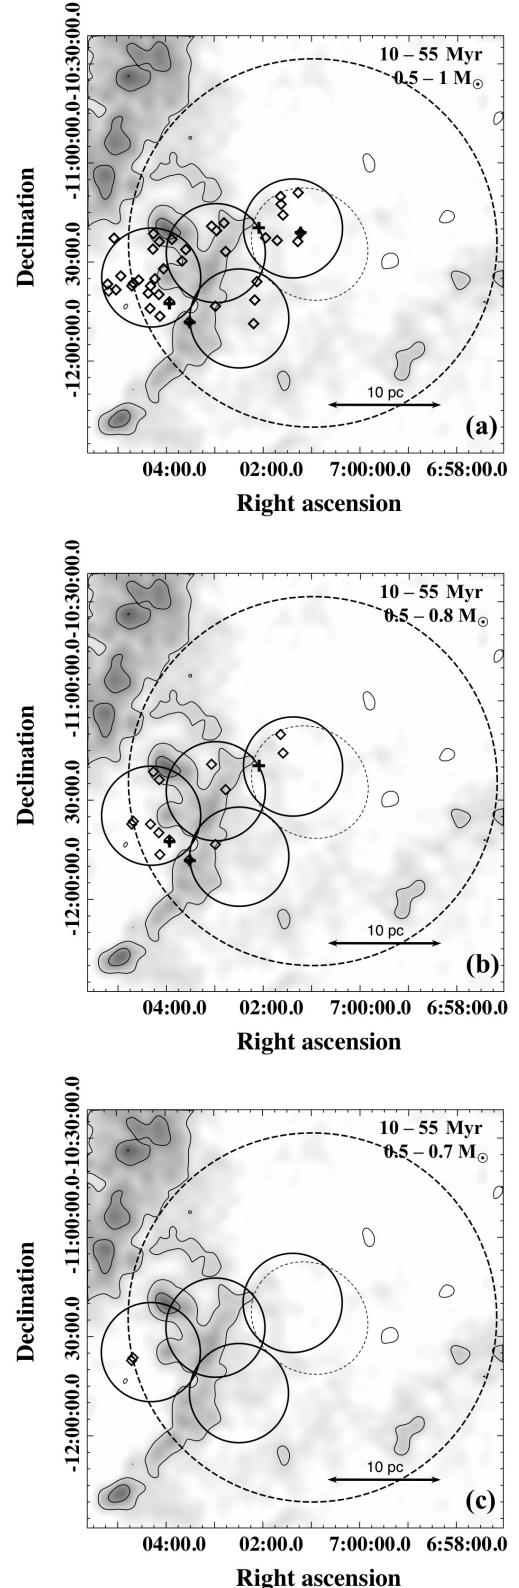 10 – 55 Myr
0.5 – 1 M☉
-10:30:00.0
-11:00:00.0
30:00.0
-12:00:00.0
Declination
10 pc
(a)
04:00.0 02:00.0 7:00:00.0 6:58:00.0
Right ascension
10 – 55 Myr
0.5 – 0.8 M☉
-10:30:00.0
-11:00:00.0
30:00.0
-12:00:00.0
Declination
10 pc
(b)
04:00.0 02:00.0 7:00:00.0 6:58:00.0
Right ascension
10 – 55 Myr
0.5 – 0.7 M☉
-10:30:00.0
-11:00:00.0
30:00.0
-12:00:00.0
Declination
10 pc
(c)
04:00.0 02:00.0 7:00:00.0 6:58:00.0
Right ascension